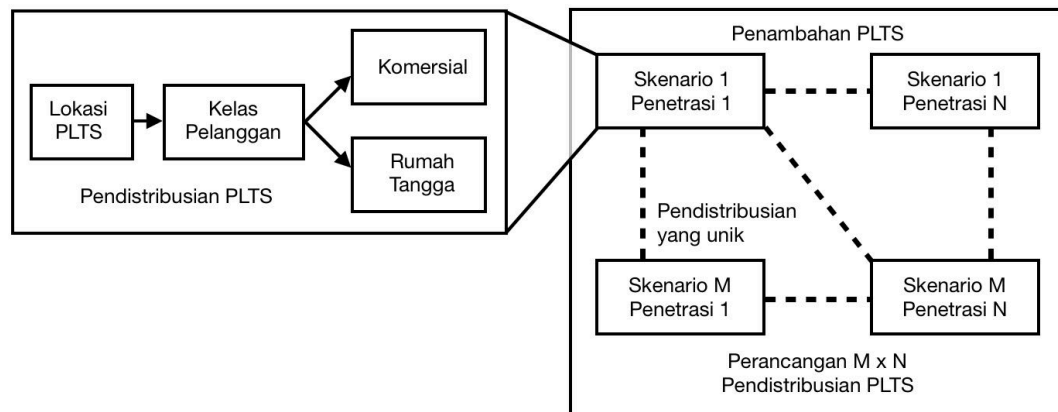 Lokasi
PLTS
Kelas
Pelanggan
Komersial
Rumah
Tangga
Pendistribusian PLTS
Penambahan PLTS
Skenario 1
Penetrasi 1
Skenario 1
Penetrasi N
Pendistribusian
yang unik
Skenario M
Penetrasi 1
Skenario M
Penetrasi N
Perancangan M x N
Pendistribusian PLTS